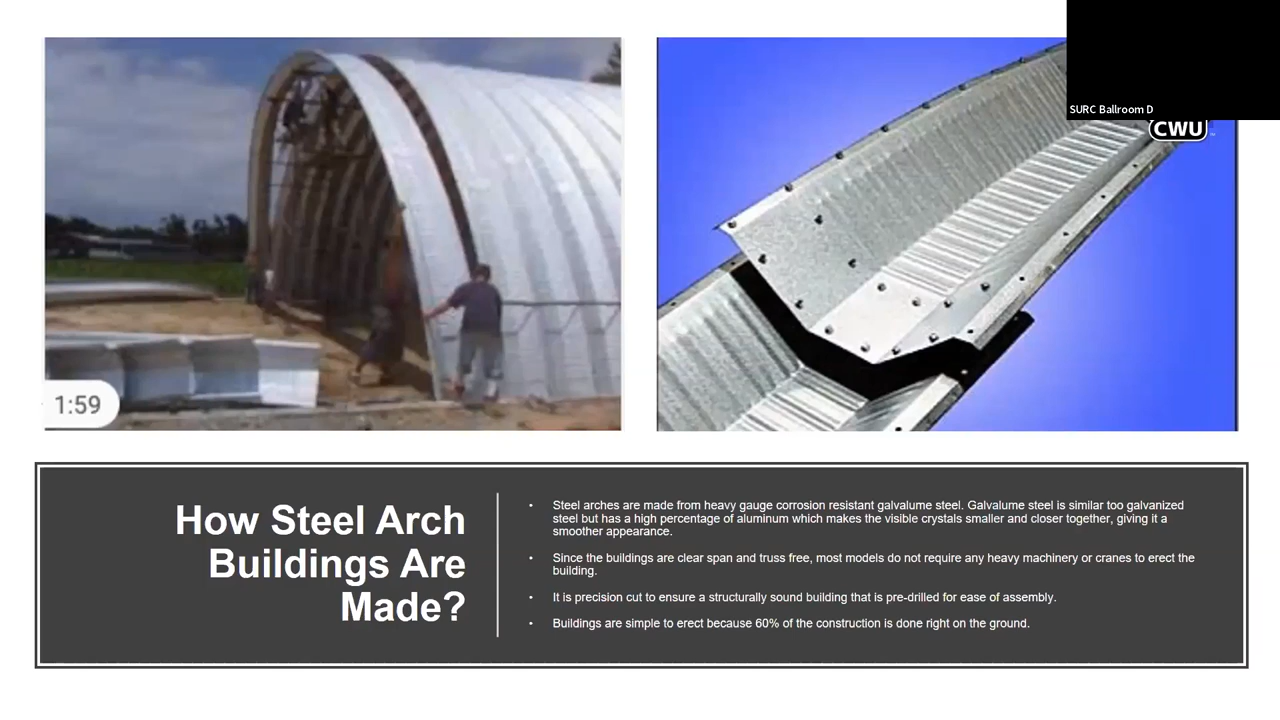 SURC Ballroom D
CWU
1:59
How Steel Arch
Buildings Are
Made?
• Steel arches are made from heavy gauge corrosion resistant galvalume steel. Galvalume steel is similar too galvanized
steel but has a high percentage of aluminum which makes the visible crystals smaller and closer together, giving it a
smoother appearance.
• Since the buildings are clear span and truss free, most models do not require any heavy machinery or cranes to erect the
building.
• It is precision cut to ensure a structurally sound building that is pre-drilled for ease of assembly.
• Buildings are simple to erect because 60% of the construction is done right on the ground.